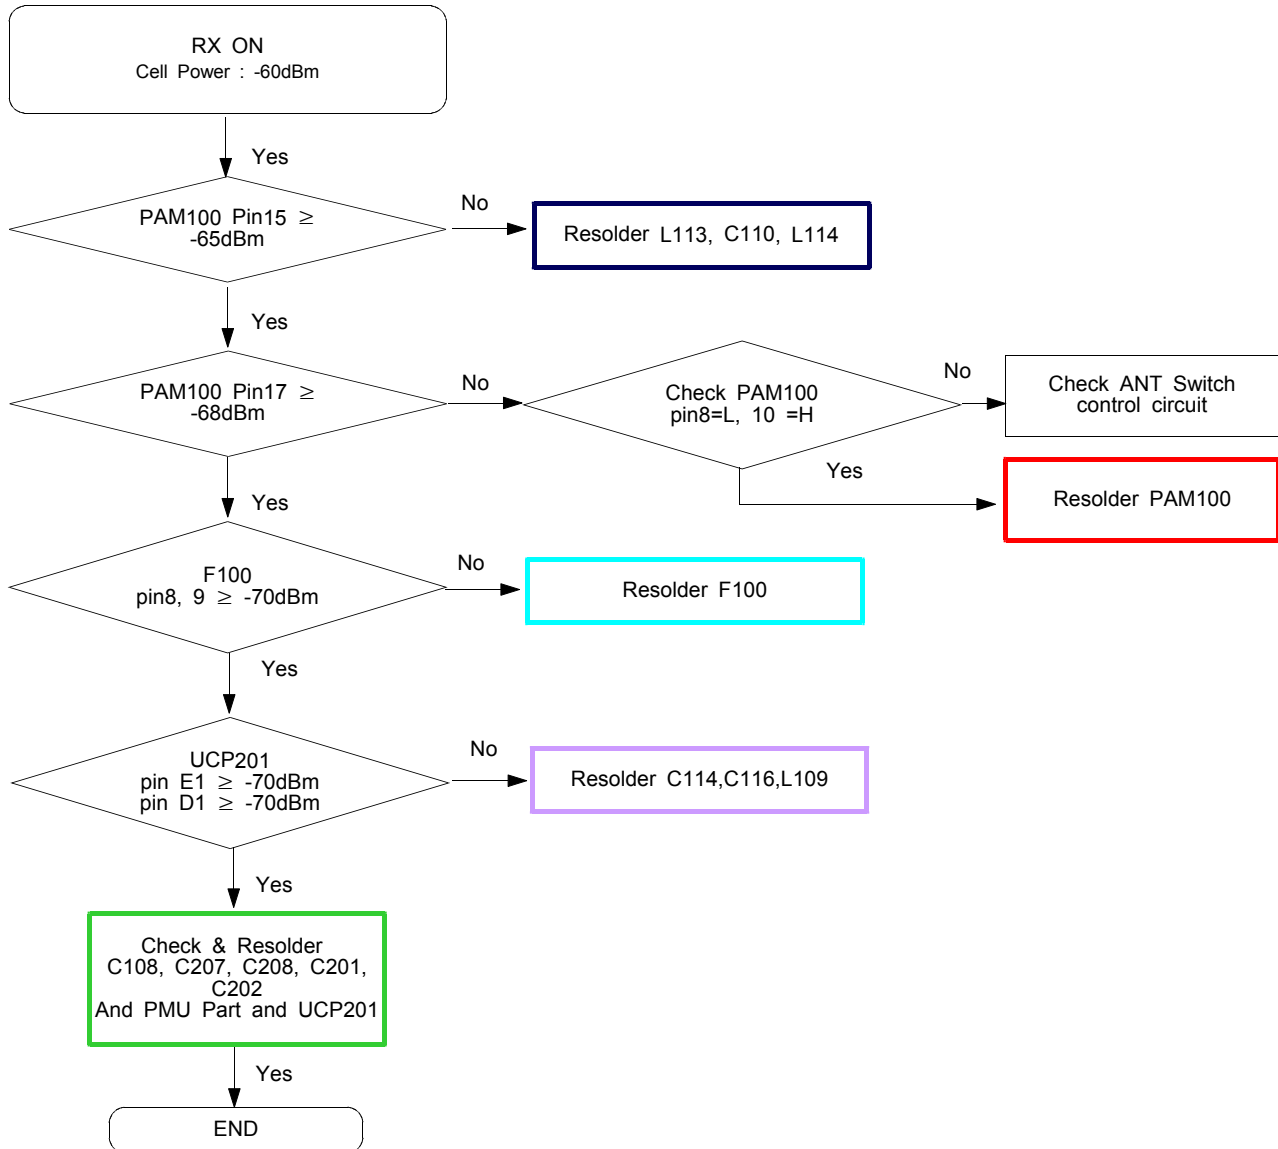 RX ON
Cell Power : -60dBm
Yes
PAM100 Pin15 ≥
-65dBm
No
Resolder L113, C110, L114
Yes
PAM100 Pin17 ≥
-68dBm
No
Check PAM100
pin8=L, 10 =H
No
Check ANT Switch
control circuit
Yes
Resolder PAM100
Yes
F100
pin8, 9 ≥ -70dBm
No
Resolder F100
Yes
UCP201
pin E1 ≥ -70dBm
pin D1 ≥ -70dBm
No
Resolder C114,C116,L109
Yes
Check & Resolder
C108, C207, C208, C201,
C202
And PMU Part and UCP201
Yes
END